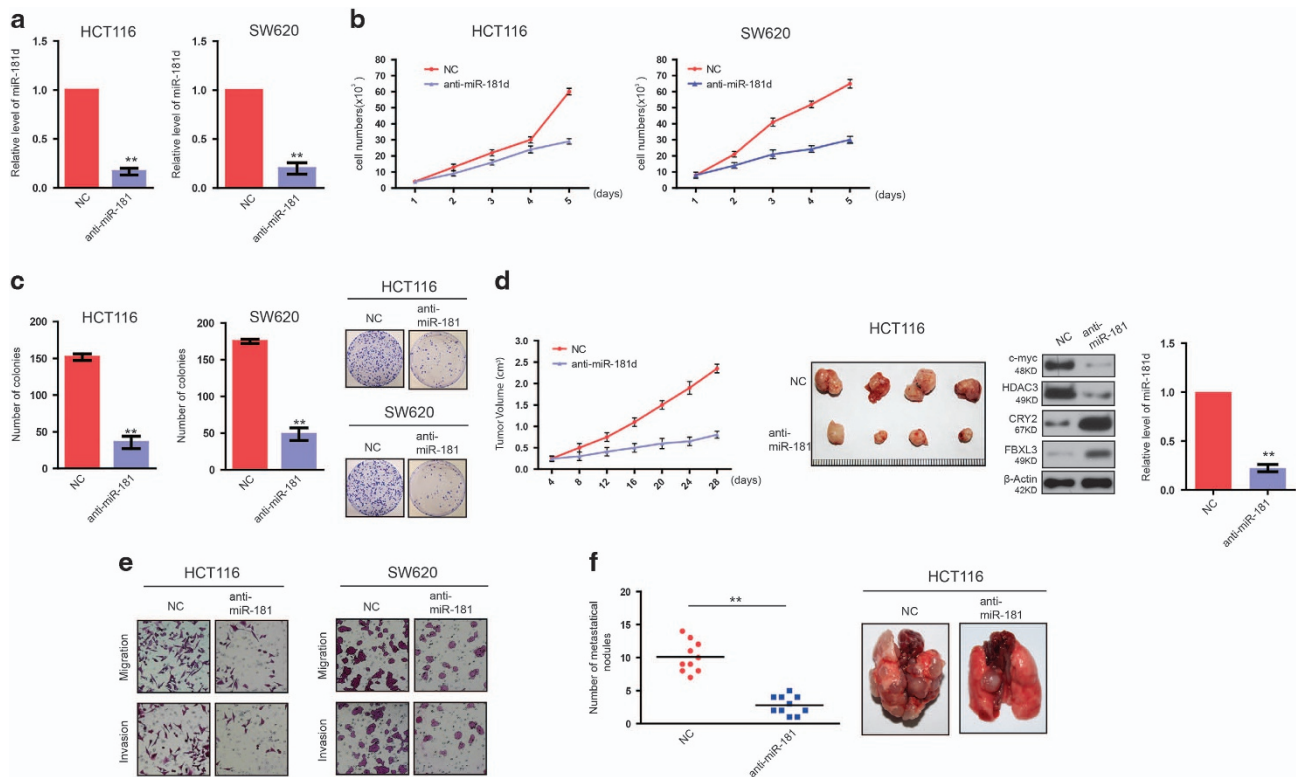 a
HCT116
Relative level of miR-181d
1.5
1.0
0.5
0.0
**
NC
anti-miR-181
SW620
1.5
1.0
0.5
0.0
**
NC
anti-miR-181
b
HCT116
cell numbers(x10³)
80
70
60
50
40
30
20
10
0
NC
anti-miR-181d
1 2 3 4 5 (days)
SW620
cell numbers(x10³)
80
70
60
50
40
30
20
10
0
NC
anti-miR-181d
1 2 3 4 5 (days)
c
HCT116
Number of colonies
200
150
100
50
0
**
NC
anti-miR-181
SW620
Number of colonies
200
150
100
50
0
**
NC
anti-miR-181
HCT116
NC
anti-
miR-181
SW620
NC
anti-
miR-181
d
Tumor Volume (cm³)
3.0
2.5
2.0
1.5
1.0
0.5
0.0
NC
anti-miR-181d
4 8 12 16 20 24 28 (days)
HCT116
NC
anti-
miR-181
NC
anti-
miR-181
c-myc
48KD
HDAC3
49KD
CRY2
67KD
FBXL3
49KD
β-Actin
42KD
Relative level of miR-181d
1.5
1.0
0.5
0.0
**
NC
anti-miR-181
e
HCT116
NC
anti-
miR-181
Migration
Invasion
SW620
NC
anti-
miR-181
Migration
Invasion
f
Number of metastatical
nodules
20
15
10
5
0
**
NC
anti-miR-181
HCT116
NC
anti-
miR-181